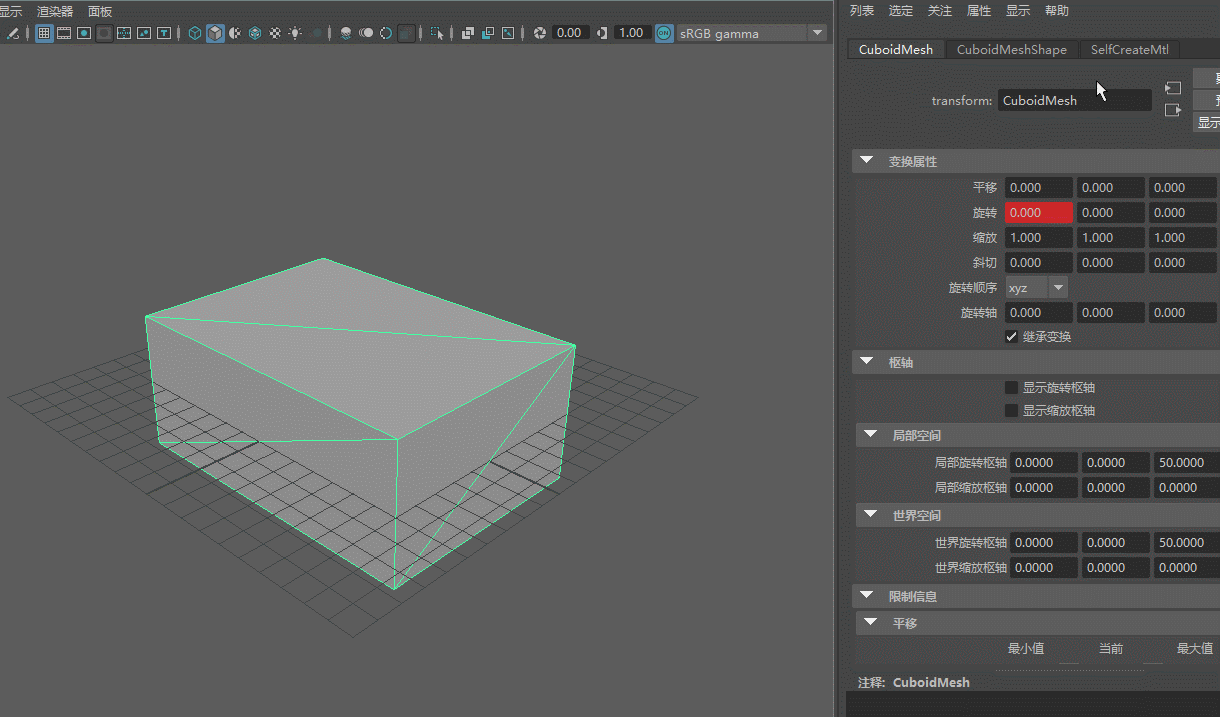 显示 渲染器 面板
0.00 1.00 ON sRGB gamma
列表 选定 关注 属性 显示 帮助
CuboidMesh CuboidMeshShape SelfCreateMtl
transform: CuboidMesh
显示
变换属性
平移 0.000 0.000 0.000
旋转 0.000 0.000 0.000
缩放 1.000 1.000 1.000
斜切 0.000 0.000 0.000
旋转顺序 xyz
旋转轴 0.000 0.000 0.000
继承变换
枢轴
显示旋转枢轴
显示缩放枢轴
局部空间
局部旋转枢轴 0.0000 0.0000 50.0000
局部缩放枢轴 0.0000 0.0000 0.0000
世界空间
世界旋转枢轴 0.0000 0.0000 50.0000
世界缩放枢轴 0.0000 0.0000 0.0000
限制信息
平移
最小值 当前 最大值
注释: CuboidMesh